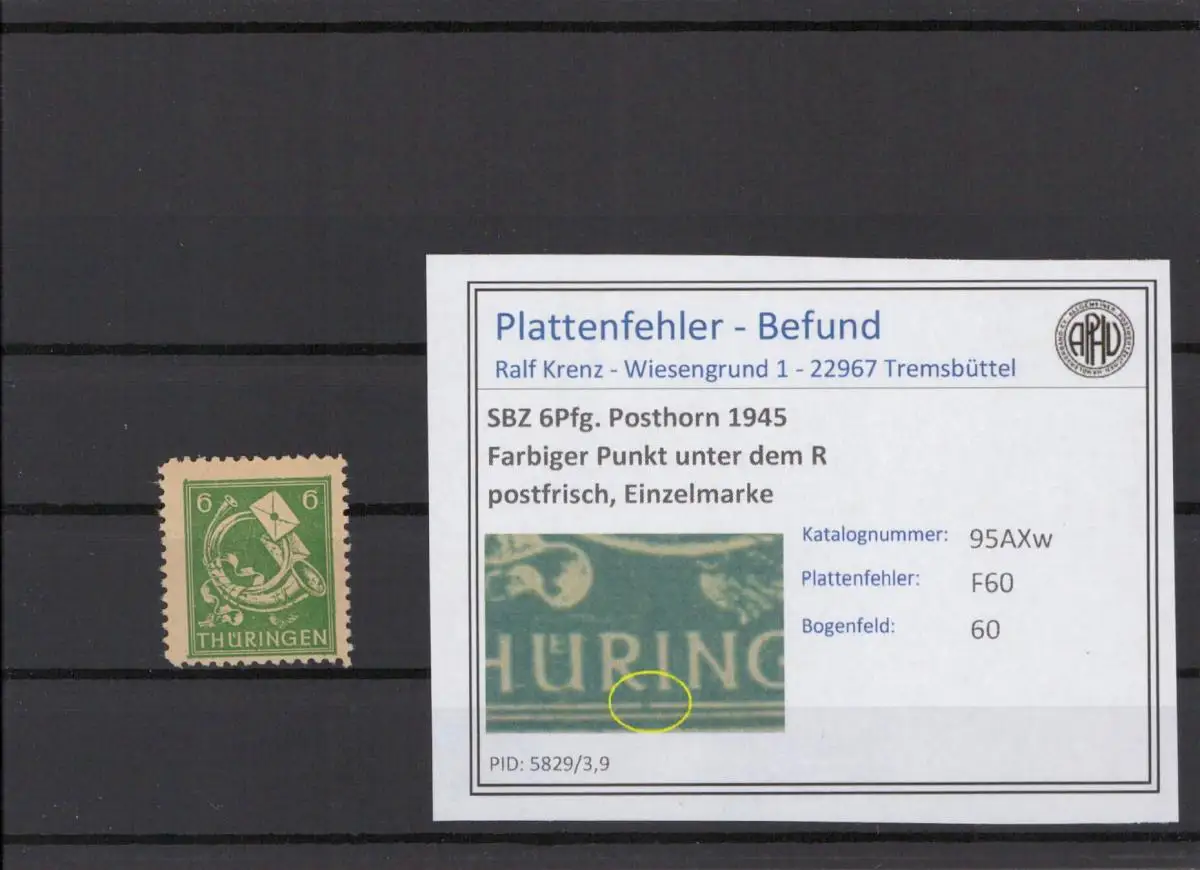 6 6
THÜRINGEN
Plattenfehler - Befund
Ralf Krenz - Wiesengrund 1 - 22967 Tremsbüttel
APHV
SBZ 6Pfg. Posthorn 1945
Farbiger Punkt unter dem R
postfrisch, Einzelmarke
HÜRING
Katalognummer: 95AXw
Plattenfehler: F60
Bogenfeld: 60
PID: 5829/3,9